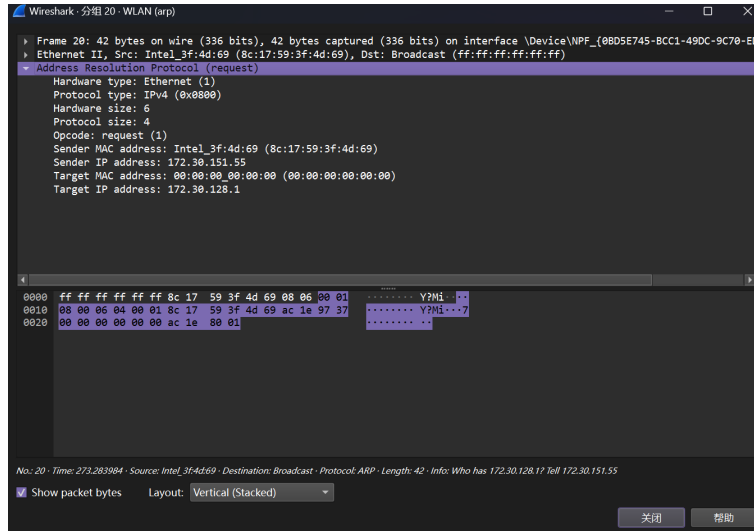 Wireshark · 分组 20 · WLAN (arp)
Frame 20: 42 bytes on wire (336 bits), 42 bytes captured (336 bits) on interface \Device\NPF_{0BD5E745-BCC1-49DC-9C70-E
Ethernet II, Src: Intel_3f:4d:69 (8c:17:59:3f:4d:69), Dst: Broadcast (ff:ff:ff:ff:ff:ff)
Address Resolution Protocol (request)
Hardware type: Ethernet (1)
Protocol type: IPv4 (0x0800)
Hardware size: 6
Protocol size: 4
Opcode: request (1)
Sender MAC address: Intel_3f:4d:69 (8c:17:59:3f:4d:69)
Sender IP address: 172.30.151.55
Target MAC address: 00:00:00_00:00:00 (00:00:00:00:00:00)
Target IP address: 172.30.128.1
0000 ff ff ff ff ff ff 8c 17 59 3f 4d 69 08 06 00 01 ········ Y?Mi····
0010 08 00 06 04 00 01 8c 17 59 3f 4d 69 ac 1e 97 37 ········ Y?Mi···7
0020 00 00 00 00 00 00 ac 1e 80 01 ········ ··
No.: 20 · Time: 273.283984 · Source: Intel_3f:4d:69 · Destination: Broadcast · Protocol: ARP · Length: 42 · Info: Who has 172.30.128.1? Tell 172.30.151.55
Show packet bytes Layout: Vertical (Stacked)
关闭 帮助